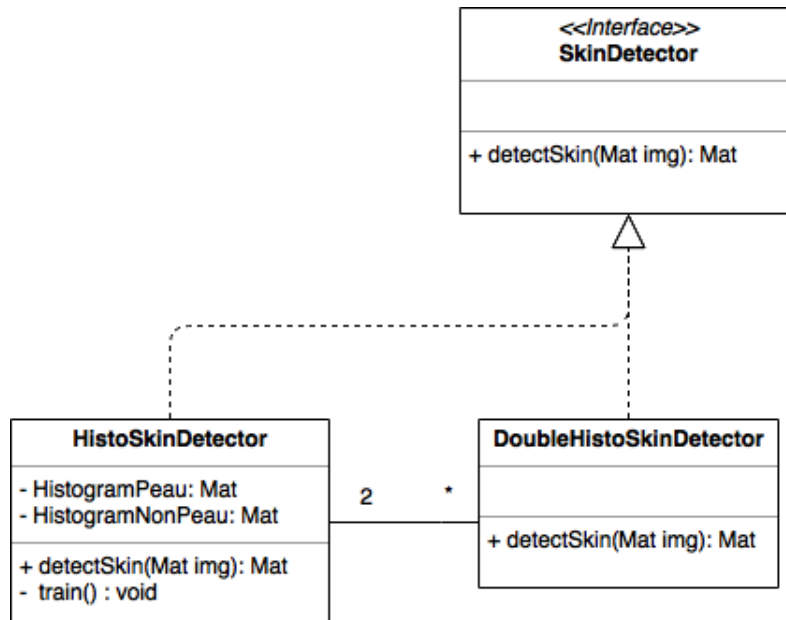 <<Interface>>
SkinDetector
+ detectSkin(Mat img): Mat
HistoSkinDetector
- HistogramPeau: Mat
- HistogramNonPeau: Mat
+ detectSkin(Mat img): Mat
- train() : void
2
*
DoubleHistoSkinDetector
+ detectSkin(Mat img): Mat